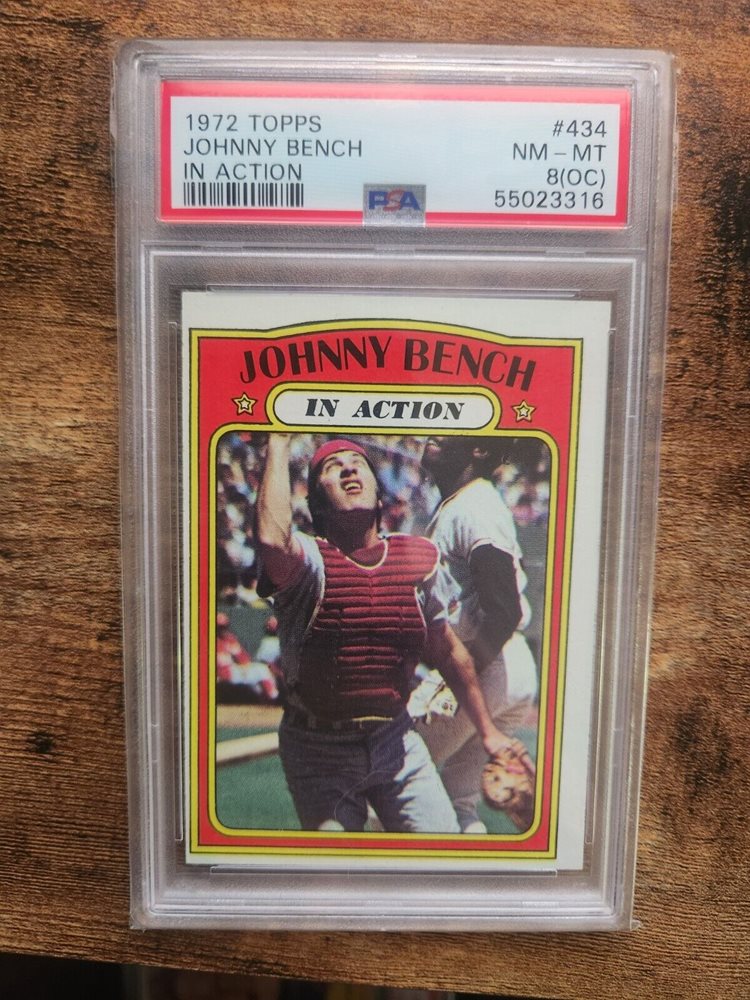 1972 TOPPS #434
JOHNNY BENCH NM - MT
IN ACTION 8(OC)
PSA 55023316
JOHNNY BENCH
IN ACTION